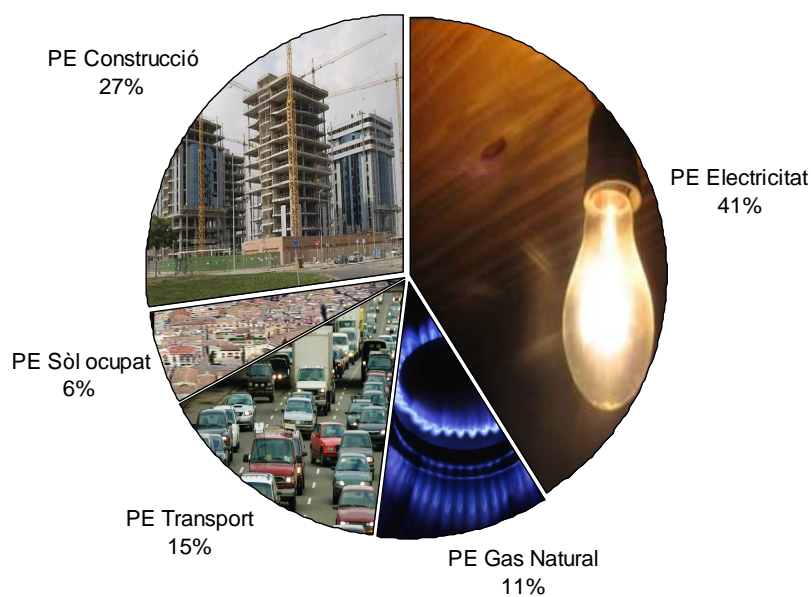 PE Construcció
27%
PE Electricitat
41%
PE Sòl ocupat
6%
PE Transport
15%
PE Gas Natural
11%